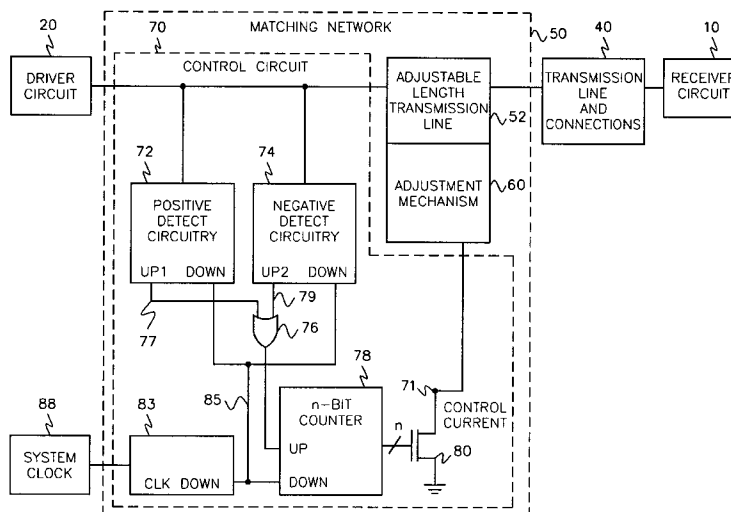 MATCHING NETWORK
20
70
50
40
10
DRIVER
CIRCUIT
CONTROL CIRCUIT
ADJUSTABLE
LENGTH
TRANSMISSION
LINE
52
TRANSMISSION
LINE
AND
CONNECTIONS
RECEIVER
CIRCUIT
72
74
POSITIVE
DETECT
CIRCUITRY
UP1 DOWN
NEGATIVE
DETECT
CIRCUITRY
UP2 DOWN
ADJUSTMENT
MECHANISM
60
79
76
77
78
71
88
83
85
n-BIT
COUNTER
UP
DOWN
n
CONTROL
CURRENT
80
SYSTEM
CLOCK
CLK DOWN